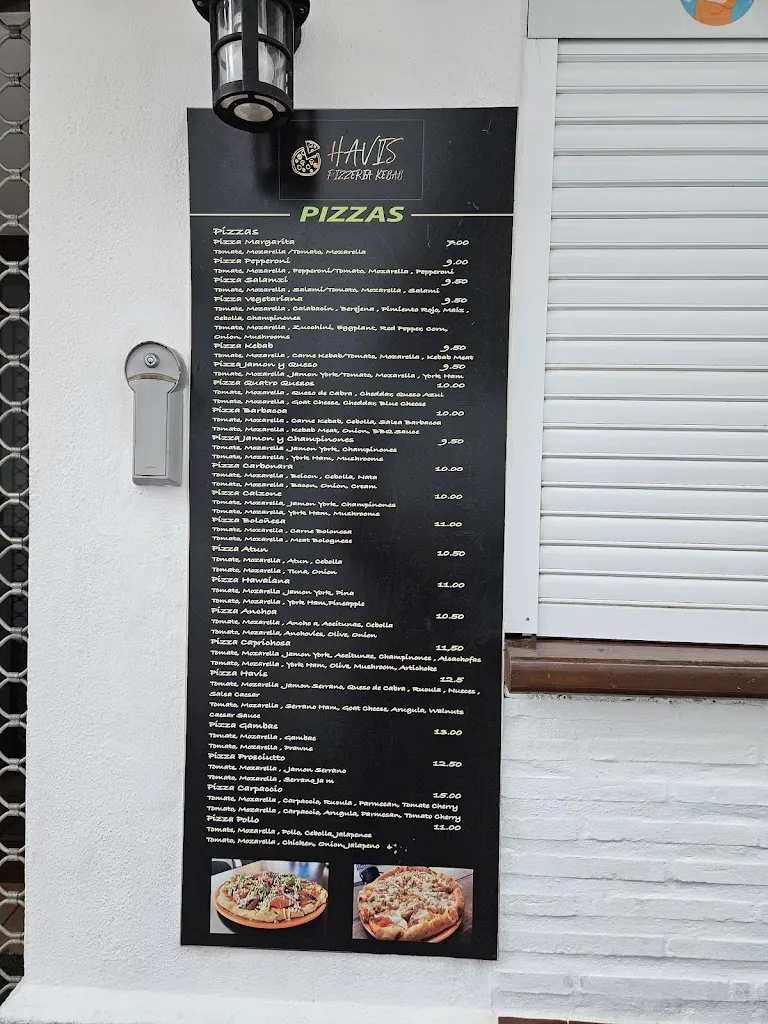 HAVIS
PIZZERIA KEBAB
PIZZAS
Pizzas
Pizza Margarita 7.00
Tomate, Mozarella /Tomato, Mozarella
Pizza Pepperoni 9.00
Tomate, Mozarella , Pepperoni/Tomato, Mozarella , Pepperoni
Pizza Salamzi 9.50
Tomate, Mozarella , Salami/Tomato, Mozarella , Salami
Pizza Vegetariana 9.50
Tomate, Mozarella , Calabacin , Berejena , Pimiento Rojo, Maiz ,
Cebolla, Champinones
Tomato, Mozarella , Zucchini, Eggplant, Red Pepper, Corn,
Onion, Mushrooms
Pizza Kebab 9.50
Tomate, Mozarella , Carne Kebab/Tomato, Mozarella , Kebab Meat
Pizza Jamon y Queso 9.50
Tomate, Mozarella , Jamon York/Tomato, Mozarella , York Ham
Pizza Quatro Quesos 10.00
Tomate, Mozarella , Queso de Cabra , Cheddar, Queso Azul
Tomato, Mozarella , Goat Cheese, Cheddar, Blue Cheese
Pizza Barbacoa 10.00
Tomate, Mozarella , Carne Kebab, Cebolla, Salsa Barbacoa
Tomato, Mozarella , Kebab Meat, Onion, BBQ Sauce
Pizza Jamon y Champinones 9.50
Tomate, Mozarella , Jamon York, Champinones
Tomato, Mozarella , York Ham, Mushrooms
Pizza Carbonara 10.00
Tomate, Mozarella , Beicon , Cebolla, Nata
Tomato, Mozarella , Bacon, Onion, Cream
Pizza Calzone 10.00
Tomate, Mozarella, Jamon York, Champinones
Tomato, Mozarella, York Ham, Mushrooms
Pizza Boloñesa 11.00
Tomate, Mozarella , Carne Bolonesa
Tomato, Mozarella , Meat Bolognese
Pizza Atun 10.50
Tomate, Mozarella , Atun , Cebolla
Tomato, Mozarella , Tuna, Onion
Pizza Hawaiana 11.00
Tomate, Mozarella , Jamon York, Pina
Tomato, Mozarella , York Ham,Pineapple
Pizza Anchoa 10.50
Tomate, Mozarella , Ancho a, Aceitunas, Cebolla
Tomato, Mozarella, Anchovies, Olive, Onion
Pizza Caprichosa 11,50
Tomate, Mozarella , Jamon York, Aceitunas, Champinones , Alcachofas
Tomato, Mozarella , York Ham, Olive, Mushroom, Artichoke
Pizza Havis 12.5
Tomate, Mozarella , Jamon Serrano, Queso de Cabra , Rucula , Nueces ,
Salsa Caesar
Tomato, Mozarella , Serrano Ham, Goat Cheese, Arugula, Walnuts
Caesar Sauce
Pizza Gambas 13.00
Tomate, Mozarella , Gambas
Tomato, Mozarella , Prawns
Pizza Prosciutto 12.50
Tomate, Mozarella , Jamon Serrano
Tomato, Mozarella , Serrano Ja m
Pizza Carpaccio 15.00
Tomate, Mozarella , Carpaccio, Rucula , Parmesan, Tomate Cherry
Tomato, Mozarella , Carpaccio, Arugula, Parmesan, Tomato Cherry
Pizza Pollo 11.00
Tomate, Mozarella , Pollo, Cebolla, Jalapenos
Tomato, Mozarella , Chicken, Onion, Jalapeno